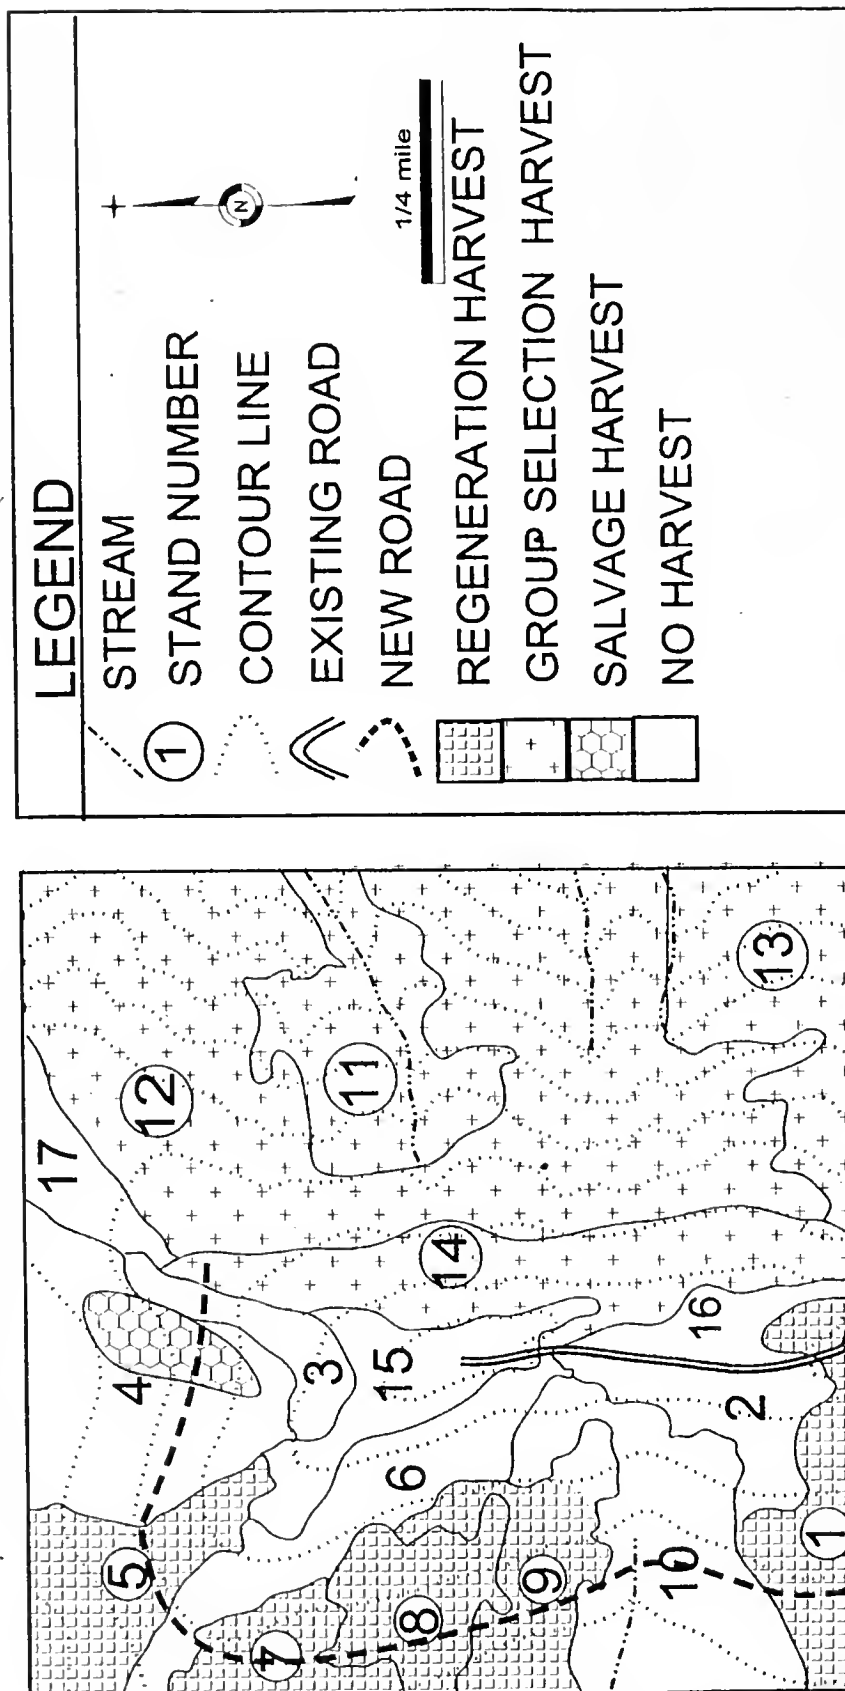 LEGEND
STREAM
1 STAND NUMBER
CONTOUR LINE
EXISTING ROAD
NEW ROAD
REGENERATION HARVEST
GROUP SELECTION HARVEST
SALVAGE HARVEST
NO HARVEST
N
1/4 mile
17
12
11
13
14
4
3
15
16
2
6
5
7
8
9
10
1